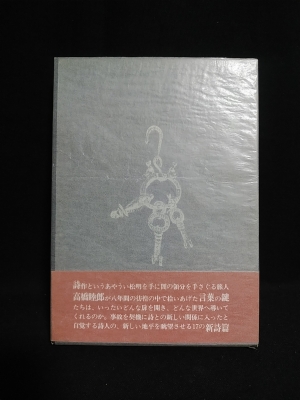 詩作というあやうい松明を手に闇の領分を手さぐる旅人
高橋睦郎が八年間の彷徨の中で拾いあげた言葉の鍵
たちは、いったいどんな扉を開き、どんな世界へ導いて
くれるのか。事故を契機に詩との新しい関係に入ったと
自覚する詩人の、新しい地平を眺望させる37の新詩篇